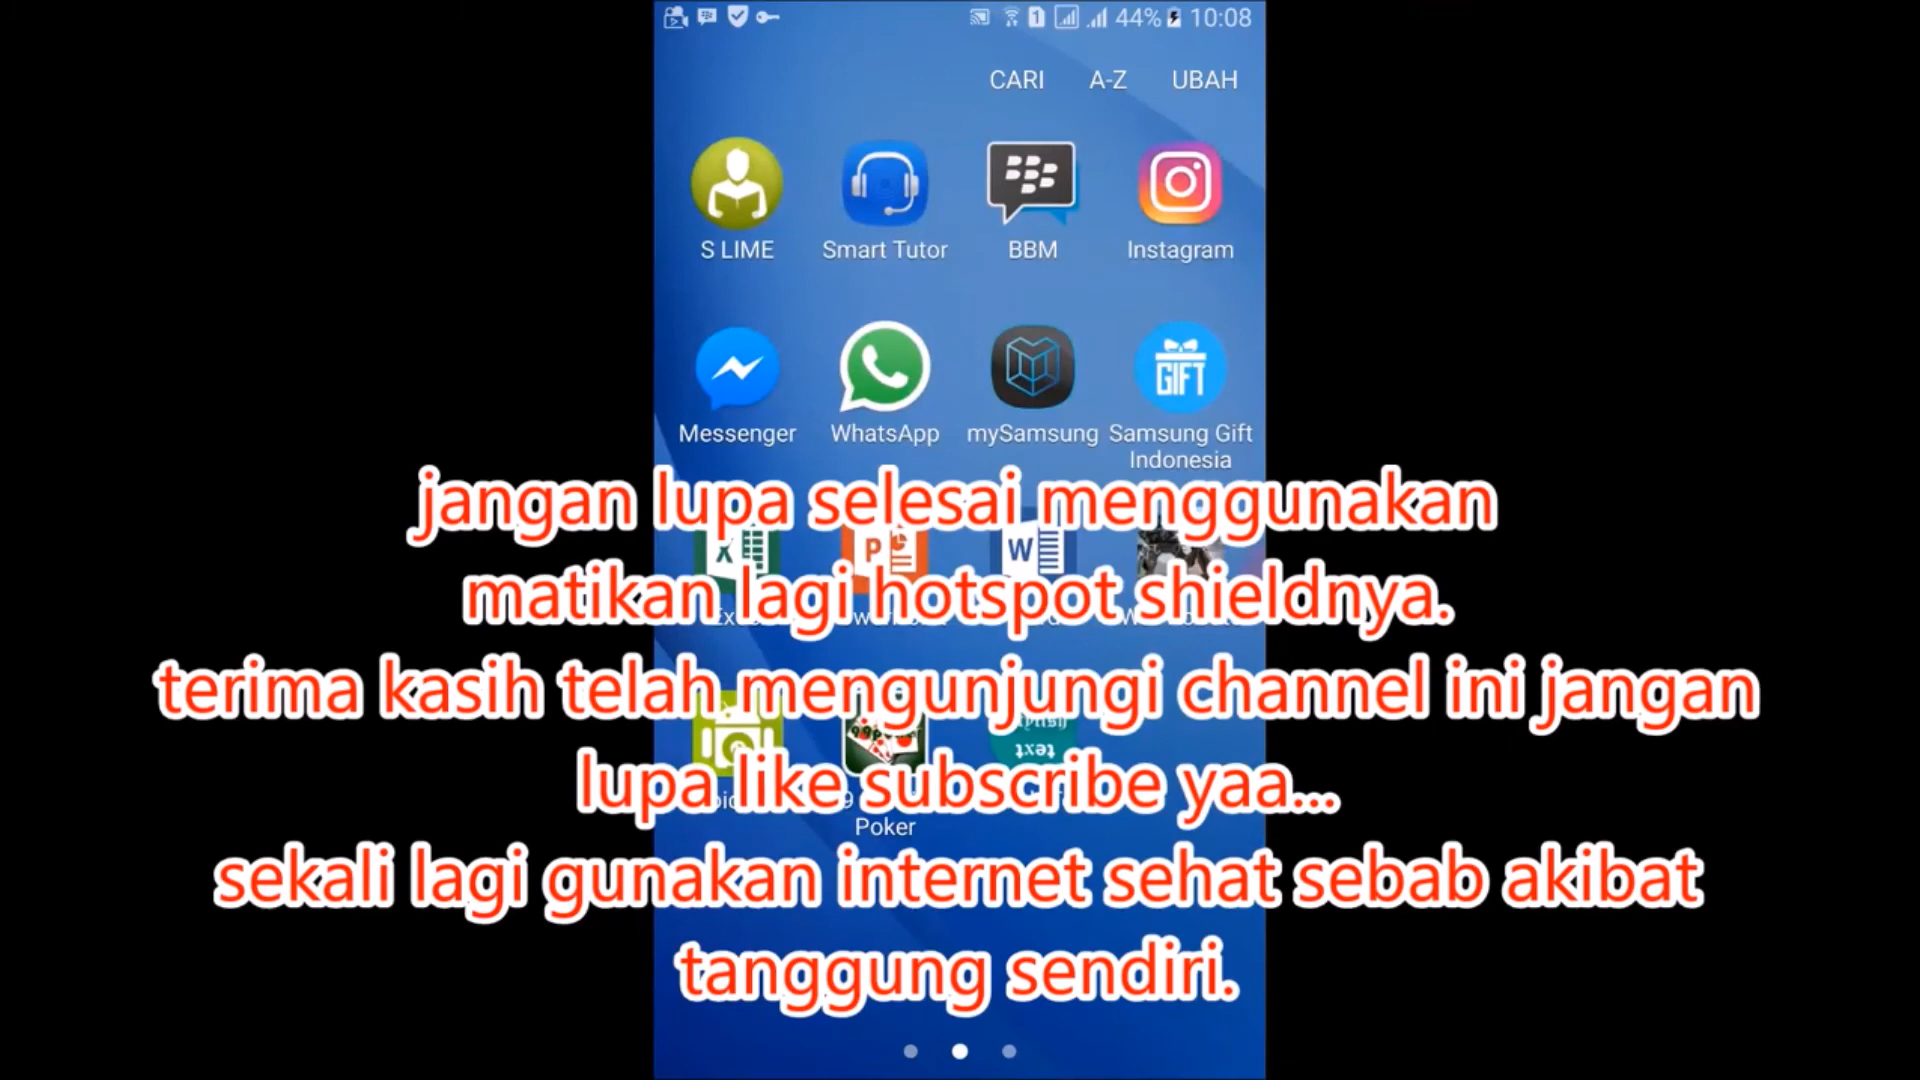 44% 10:08
CARI A-Z UBAH
S LIME Smart Tutor BBM Instagram
GIFT
Messenger WhatsApp mySamsung Samsung Gift
Indonesia
jangan lupa selesai menggunakan
matikan lagi hotspot shieldnya.
terima kasih telah mengunjungi channel ini jangan
lupa like subscribe yaa...
Poker
sekali lagi gunakan internet sehat sebab akibat
tanggung sendiri.